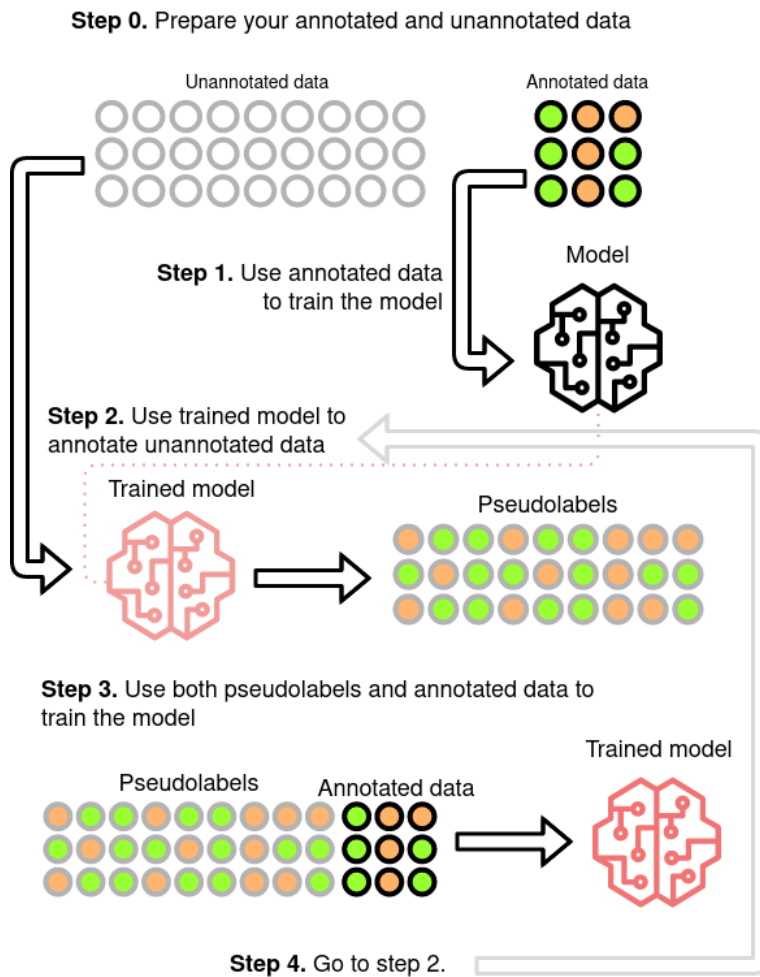 Step 0. Prepare your annotated and unannotated data
Unannotated data
Annotated data
Step 1. Use annotated data
to train the model
Model
Step 2. Use trained model to
annotate unannotated data
Trained model
Pseudolabels
Step 3. Use both pseudolabels and annotated data to
train the model
Trained model
Pseudolabels
Annotated data
Step 4. Go to step 2.